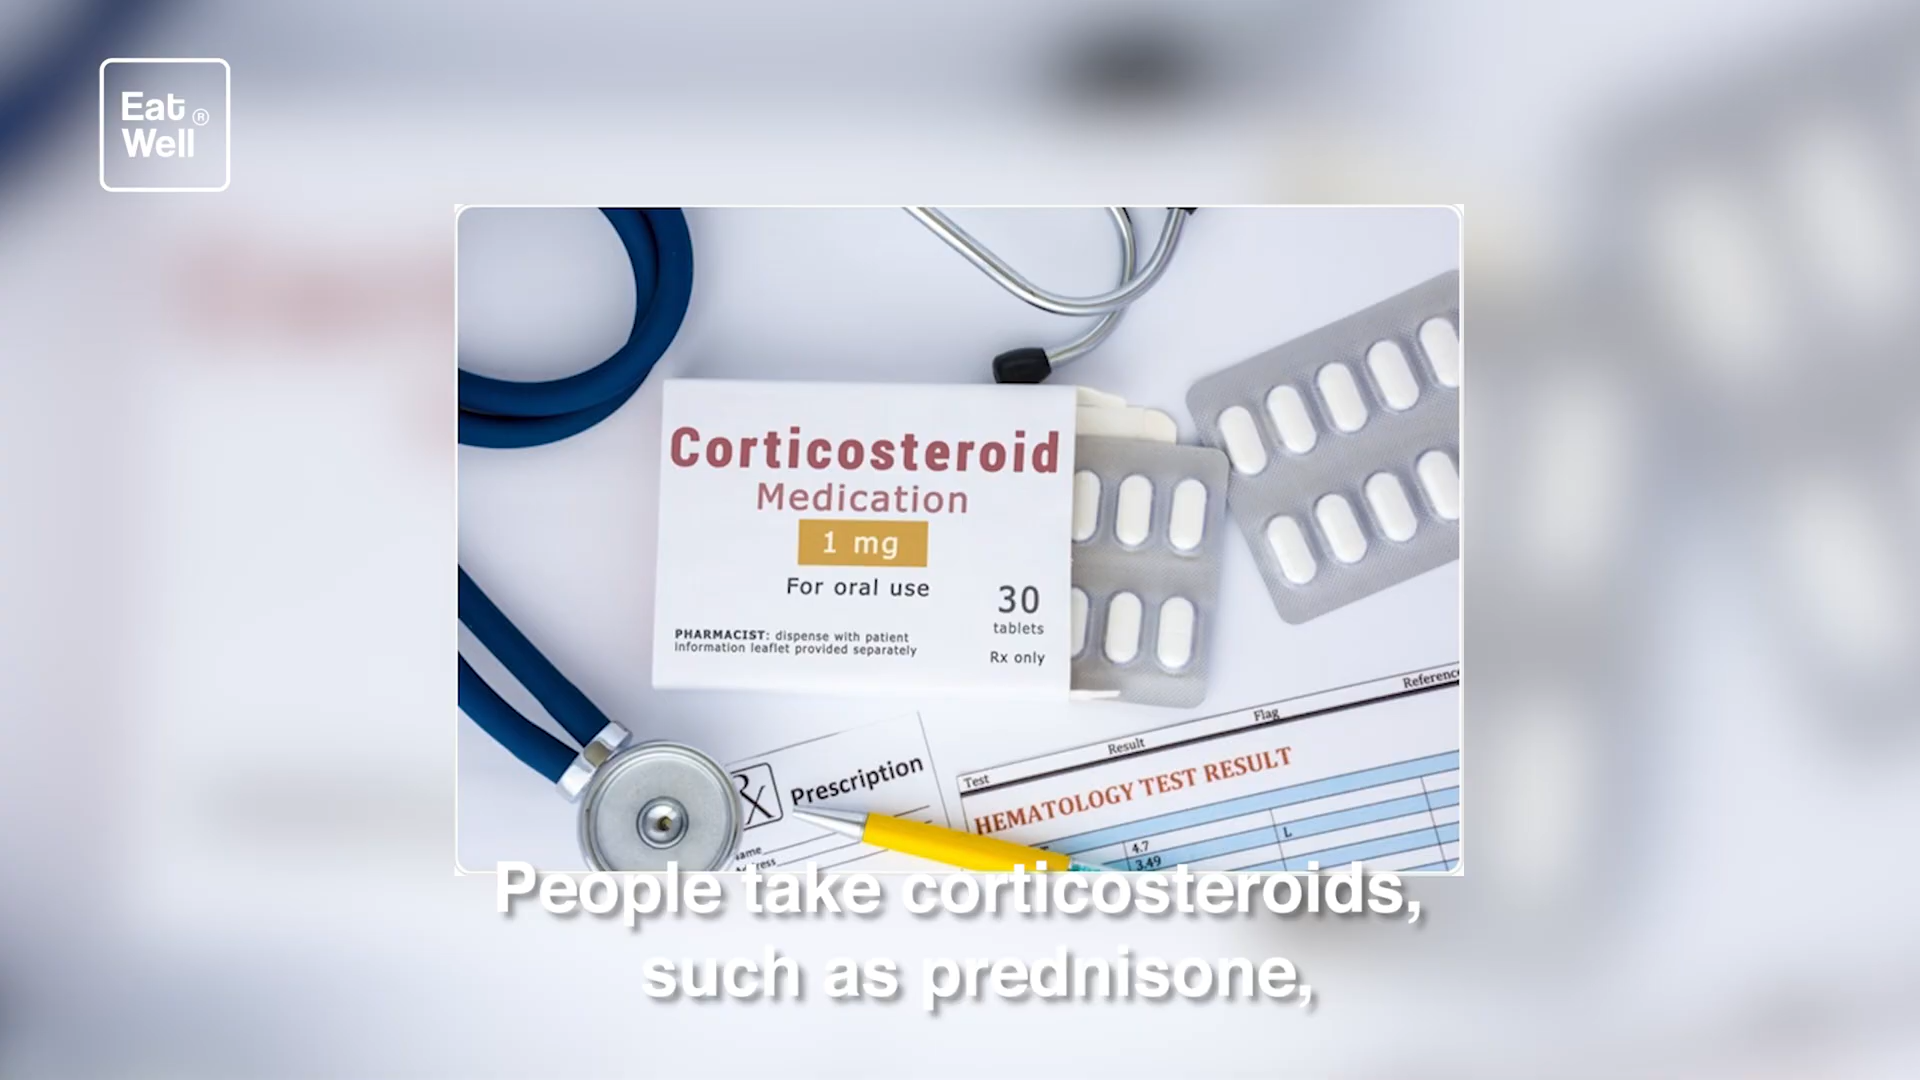 Eat
Well ®
Corticosteroid
Medication
1 mg
For oral use
30
tablets
PHARMACIST: dispense with patient
information leaflet provided separately
Rx only
Reference
Flag
Result
Test
HEMATOLOGY TEST RESULT
Rx Prescription
L
4.7
3.49
People take corticosteroids,
such as prednisone,